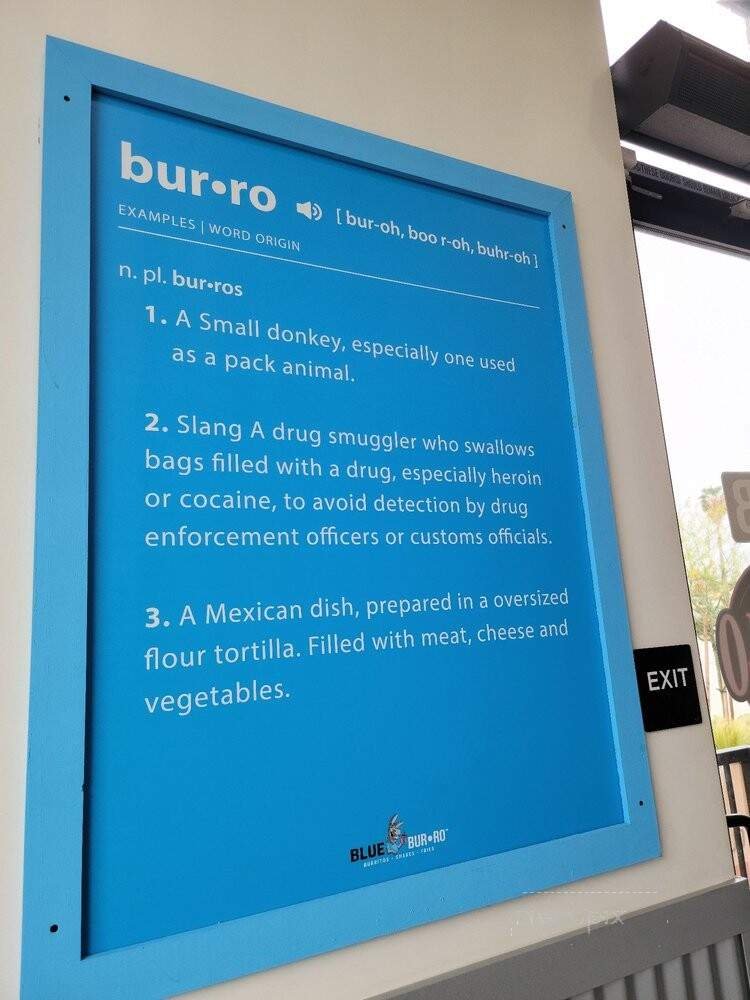 bur•ro [ bur-oh, boo r-oh, buhr-oh ]
EXAMPLES | WORD ORIGIN
n. pl. bur•ros
1. A Small donkey, especially one used
as a pack animal.
2. Slang A drug smuggler who swallows
bags filled with a drug, especially heroin
or cocaine, to avoid detection by drug
enforcement officers or customs officials.
3. A Mexican dish, prepared in a oversized
flour tortilla. Filled with meat, cheese and
vegetables.
BLUE BUR•RO
BURRITOS • SHAKES • FRIES
EXIT